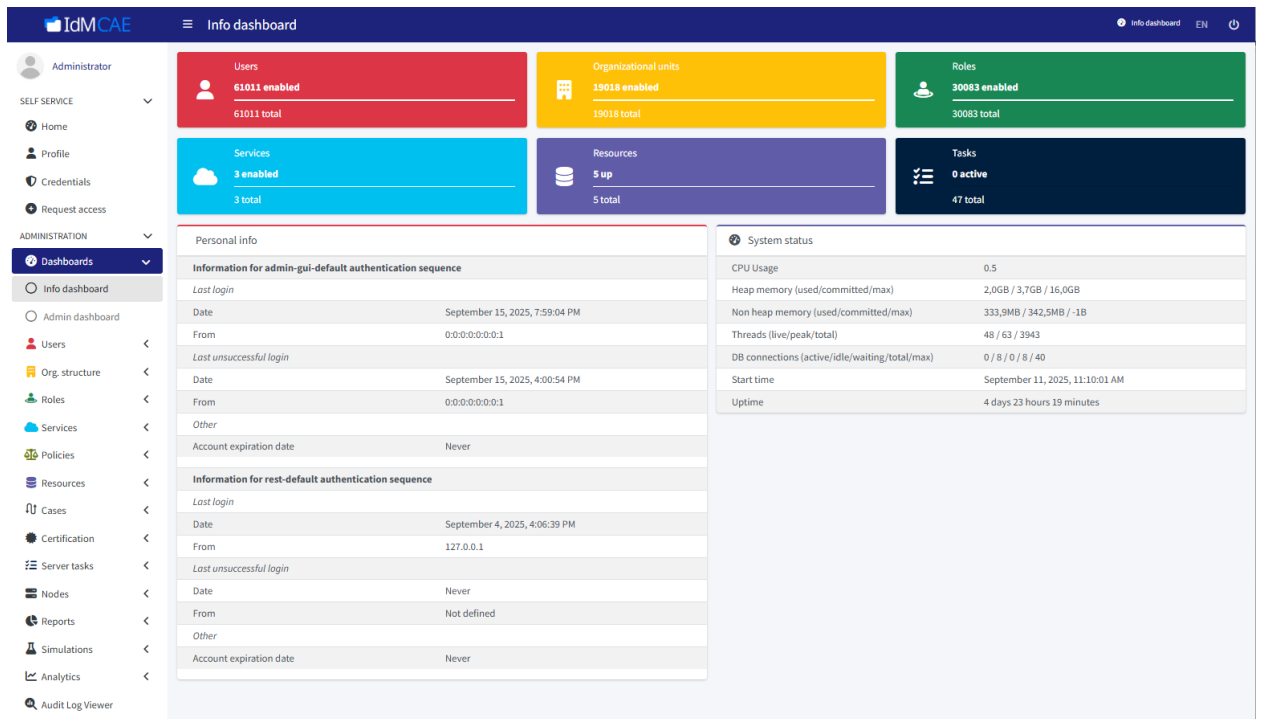 IdMCAE
Info dashboard
Info dashboard
EN
Administrator
SELF SERVICE
Home
Profile
Credentials
Request access
ADMINISTRATION
Dashboards
Info dashboard
Admin dashboard
Users
Org. structure
Roles
Services
Policies
Resources
Cases
Certification
Server tasks
Nodes
Reports
Simulations
Analytics
Audit Log Viewer
Users
61011 enabled
61011 total
Organizational units
19018 enabled
19018 total
Roles
30083 enabled
30083 total
Services
3 enabled
3 total
Resources
5 up
5 total
Tasks
0 active
47 total
Personal info
Information for admin-gui-default authentication sequence
Last login
Date September 15, 2025, 7:59:04 PM
From 0:0:0:0:0:0:0:1
Last unsuccessful login
Date September 15, 2025, 4:00:54 PM
From 0:0:0:0:0:0:0:1
Other
Account expiration date Never
Information for rest-default authentication sequence
Last login
Date September 4, 2025, 4:06:39 PM
From 127.0.0.1
Last unsuccessful login
Date Never
From Not defined
Other
Account expiration date Never
System status
CPU Usage 0.5
Heap memory (used/committed/max) 2,0GB / 3,7GB / 16,0GB
Non heap memory (used/committed/max) 333,9MB / 342,5MB / -1B
Threads (live/peak/total) 48 / 63 / 3943
DB connections (active/idle/waiting/total/max) 0 / 8 / 0 / 8 / 40
Start time September 11, 2025, 11:10:01 AM
Uptime 4 days 23 hours 19 minutes